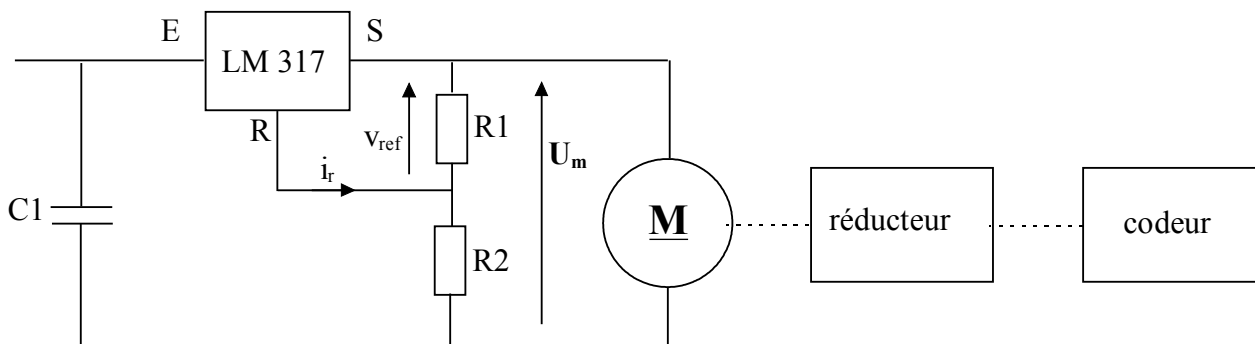 E
S
LM 317
R
v_ref
R1
U_m
i_r
C1
M
réducteur
codeur
R2